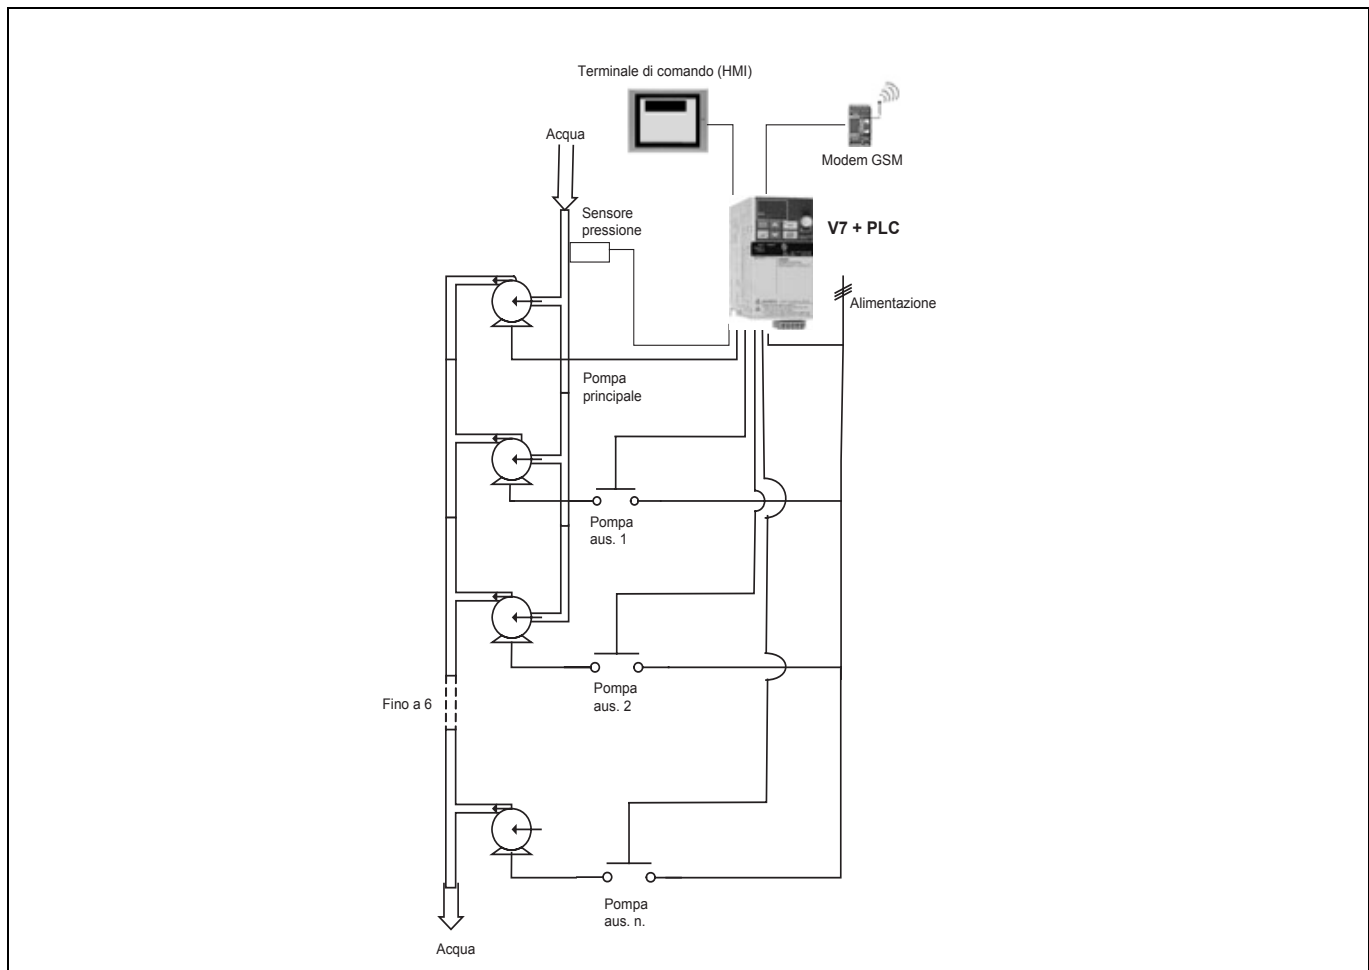 Terminale di comando (HMI)
Acqua
Modem GSM
Sensore
pressione
V7 + PLC
Alimentazione
Pompa
principale
Pompa
aus. 1
Pompa
aus. 2
Fino a 6
Pompa
aus. n.
Acqua